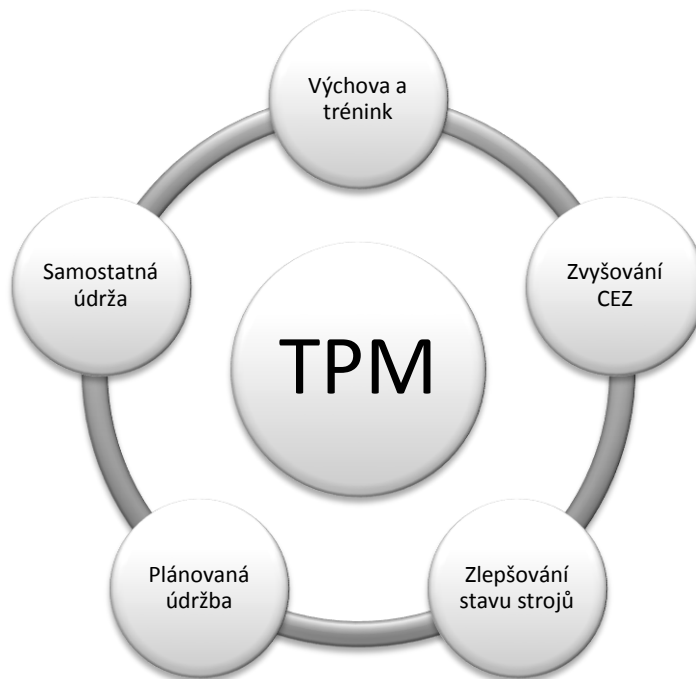 Výchova a
trénink
Samostatná
údrža
Zvyšování
CEZ
TPM
Plánovaná
údržba
Zlepšování
stavu strojů